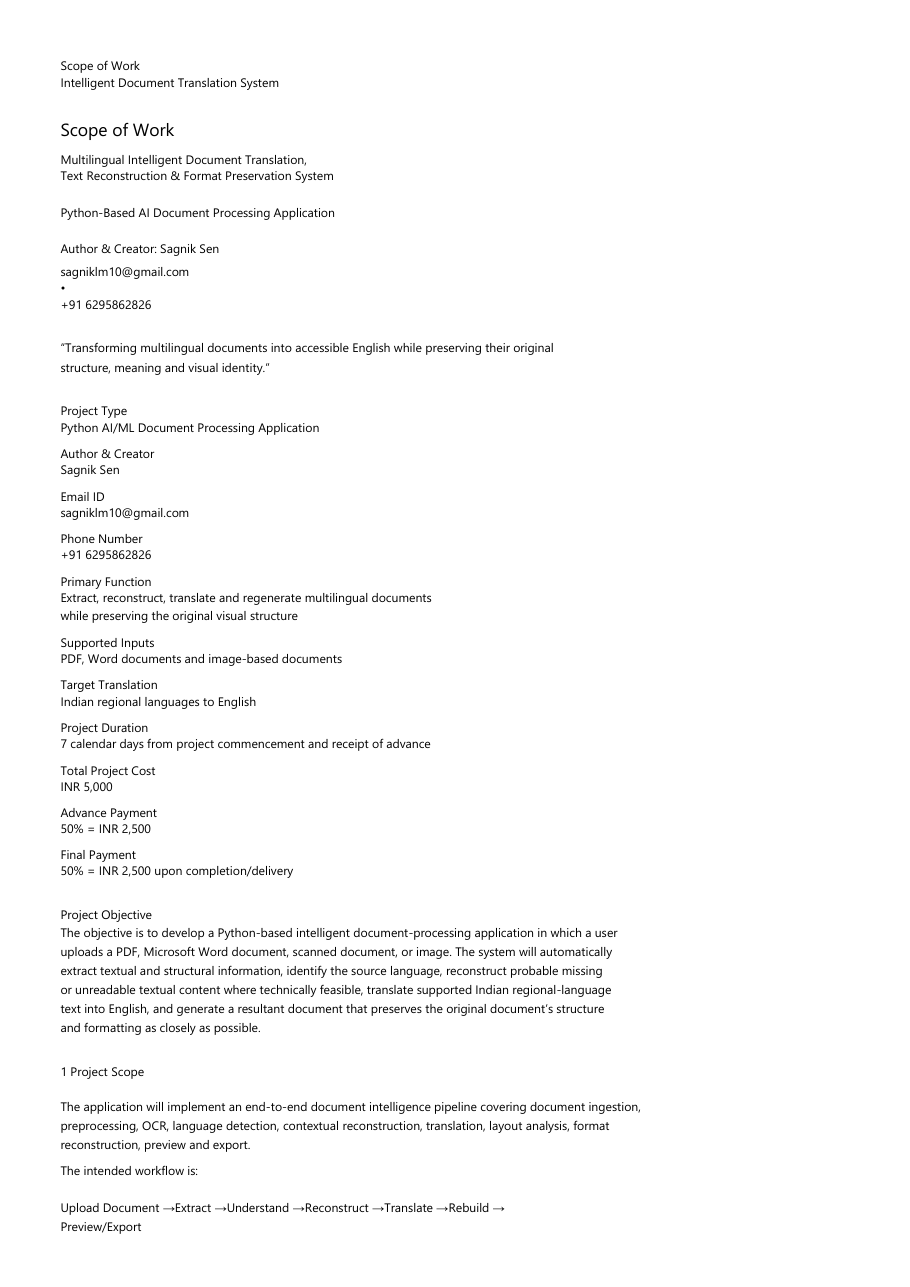 Scope of Work
Intelligent Document Translation System
Scope of Work
Multilingual Intelligent Document Translation,
Text Reconstruction & Format Preservation System
Python-Based AI Document Processing Application
Author & Creator: Sagnik Sen
sagniklm10@gmail.com
•
+91 6295862826
“Transforming multilingual documents into accessible English while preserving their original
structure, meaning and visual identity.”
Project Type
Python AI/ML Document Processing Application
Author & Creator
Sagnik Sen
Email ID
sagniklm10@gmail.com
Phone Number
+91 6295862826
Primary Function
Extract, reconstruct, translate and regenerate multilingual documents
while preserving the original visual structure
Supported Inputs
PDF, Word documents and image-based documents
Target Translation
Indian regional languages to English
Project Duration
7 calendar days from project commencement and receipt of advance
Total Project Cost
INR 5,000
Advance Payment
50% = INR 2,500
Final Payment
50% = INR 2,500 upon completion/delivery
Project Objective
The objective is to develop a Python-based intelligent document-processing application in which a user
uploads a PDF, Microsoft Word document, scanned document, or image. The system will automatically
extract textual and structural information, identify the source language, reconstruct probable missing
or unreadable textual content where technically feasible, translate supported Indian regional-language
text into English, and generate a resultant document that preserves the original document’s structure
and formatting as closely as possible.
1 Project Scope
The application will implement an end-to-end document intelligence pipeline covering document ingestion,
preprocessing, OCR, language detection, contextual reconstruction, translation, layout analysis, format
reconstruction, preview and export.
The intended workflow is:
Upload Document →Extract →Understand →Reconstruct →Translate →Rebuild →
Preview/Export